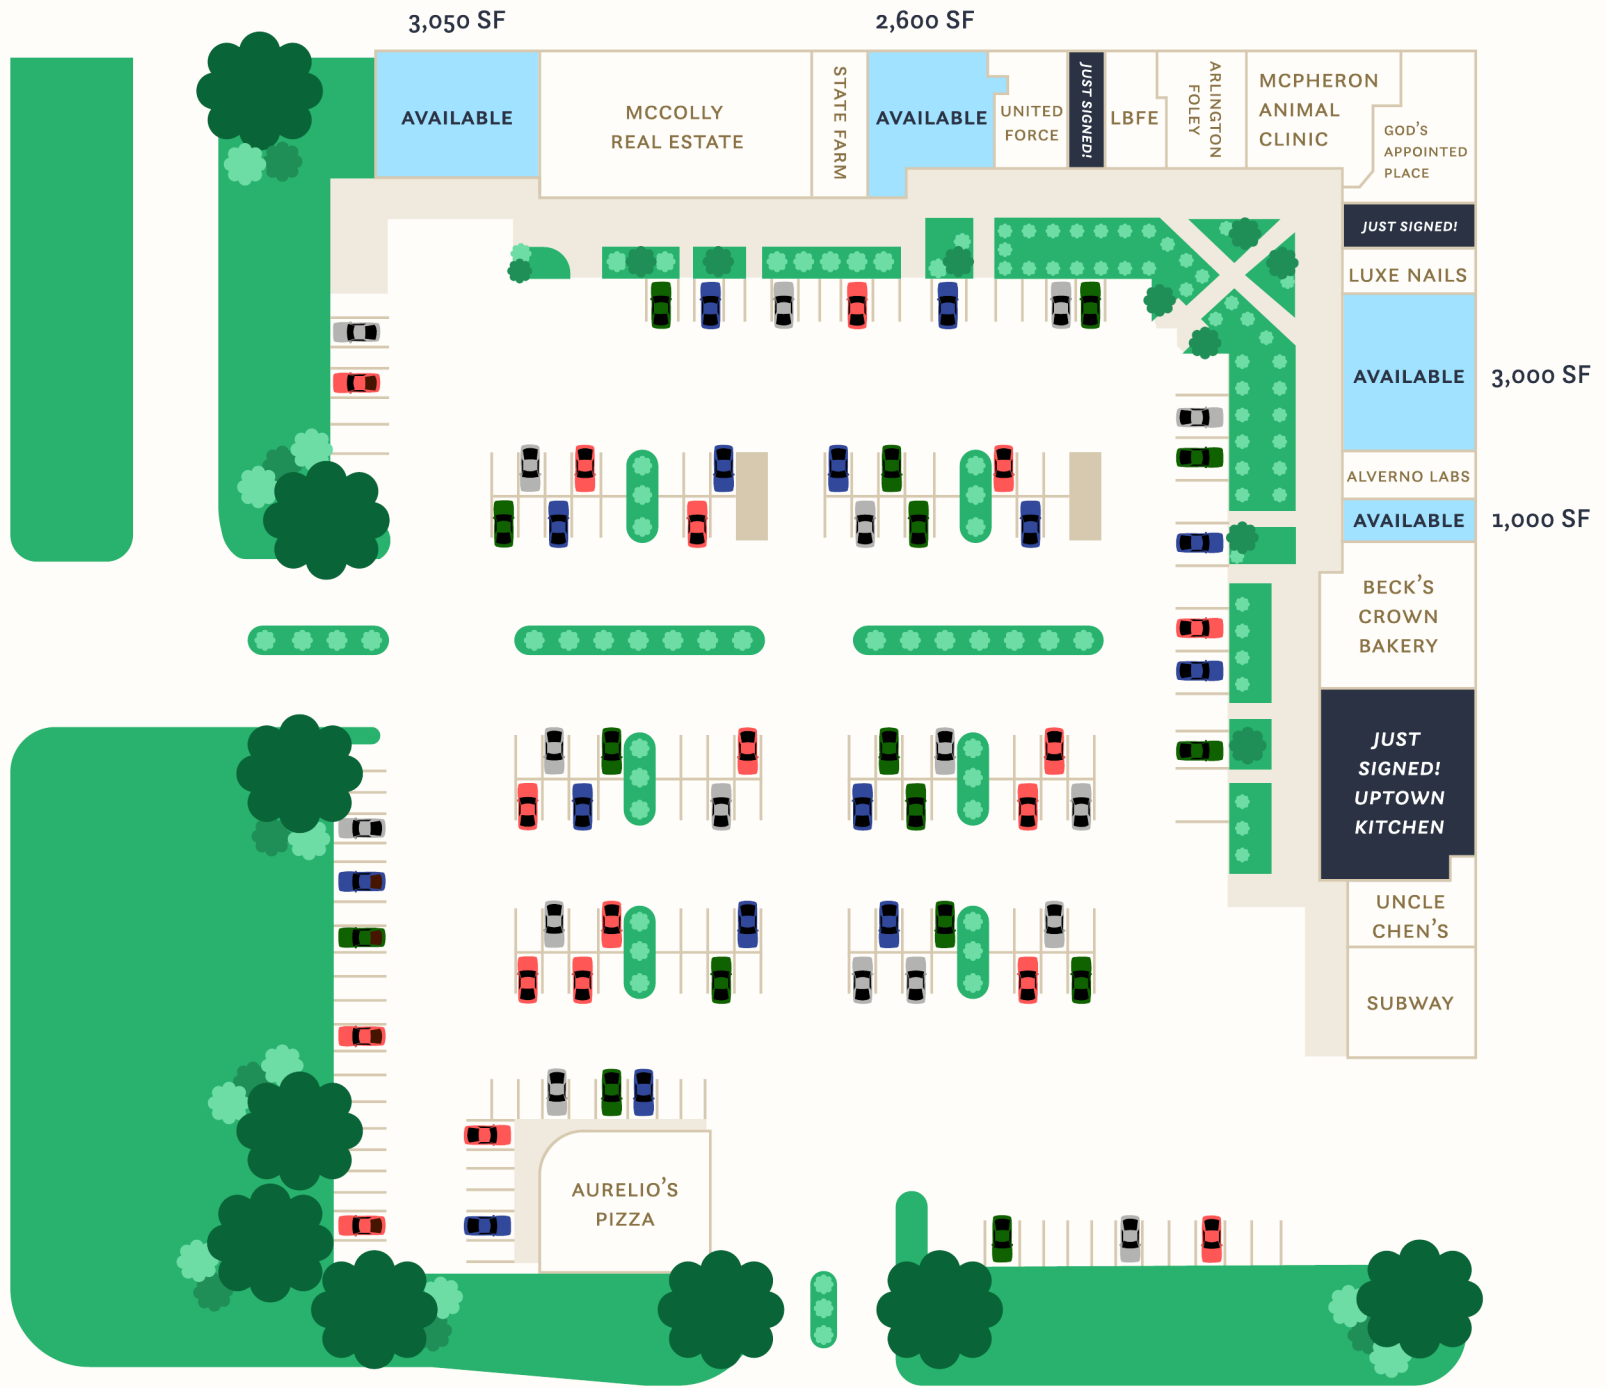 3,050 SF
2,600 SF
AVAILABLE
MCCOLLY
REAL ESTATE
STATE FARM
AVAILABLE
UNITED
FORCE
JUST SIGNED!
LBFE
ARLINGTON
FOLEY
MCPHERON
ANIMAL
CLINIC
GOD'S
APPOINTED
PLACE
JUST SIGNED!
LUXE NAILS
AVAILABLE
3,000 SF
ALVERNO LABS
AVAILABLE
1,000 SF
BECK'S
CROWN
BAKERY
JUST
SIGNED!
UPTOWN
KITCHEN
UNCLE
CHEN'S
SUBWAY
AURELIO'S
PIZZA